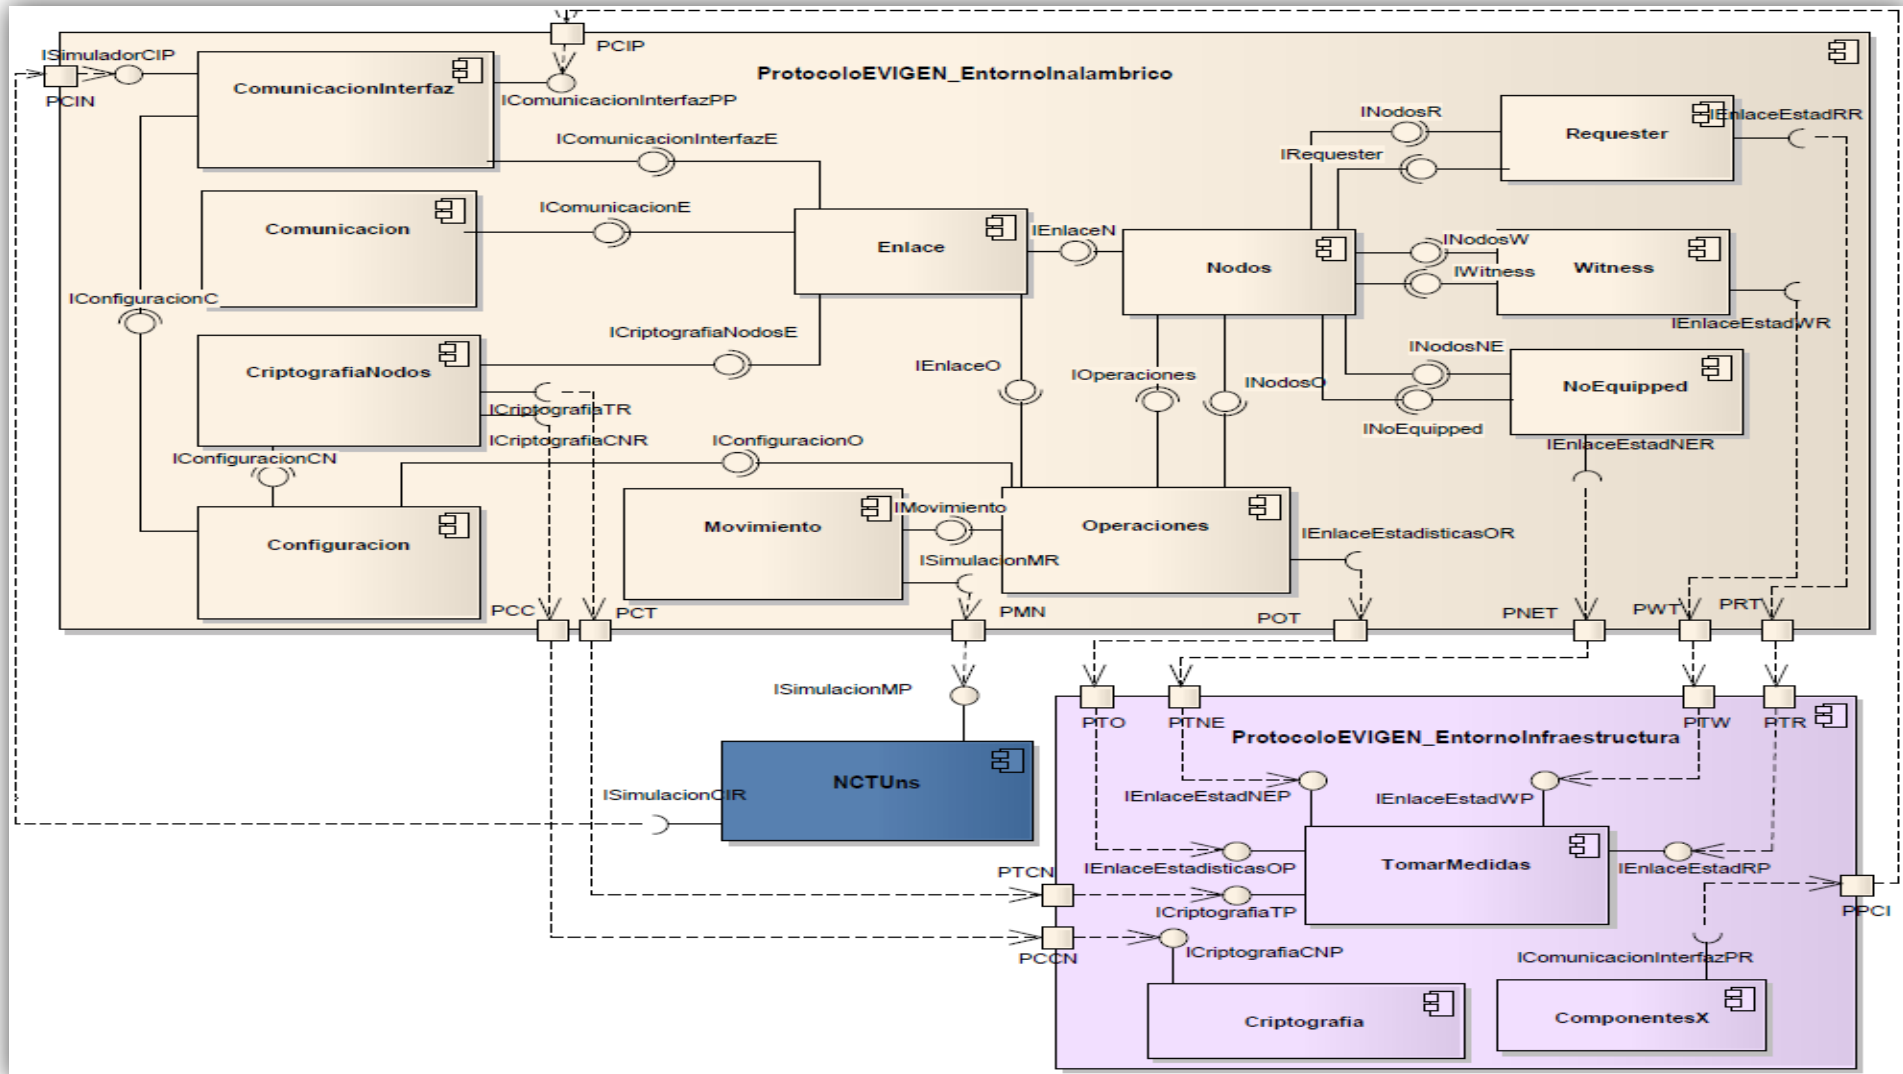 PCIP
ISimuladorCIP
PCIN
ComunicacionInterfaz
IComunicacionInterfazPP
ProtocoloEVIGEN_EntornoInalambrico
INodosR
IEnlaceEstadRR
Requester
IRequester
IComunicacionInterfazE
Comunicacion
IComunicacionE
Enlace
IEnlaceN
Nodos
INodosW
IWitness
Witness
IConfiguracionC
IEnlaceEstadWR
ICriptografiaNodosE
CriptografiaNodos
IEnlaceO
IOperaciones
INodosO
INodosNE
NoEquipped
INoEquipped
ICriptografiaTR
ICriptografiaCNR
IConfiguracionO
IEnlaceEstadNER
IConfiguracionCN
Configuracion
Movimiento
IMovimiento
Operaciones
ISimulacionMR
IEnlaceEstadisticasOR
PCC
PCT
PMN
POT
PNET
PWT
PRT
ISimulacionMP
PTO
PTNE
PTW
PTR
ProtocoloEVIGEN_EntornoInfraestructura
NCTUns
ISimulacionCIR
IEnlaceEstadNEP
IEnlaceEstadWP
TomarMedidas
IEnlaceEstadisticasOP
IEnlaceEstadRP
PTCN
ICriptografiaTP
PPCI
PCCN
ICriptografiaCNP
IComunicacionInterfazPR
Criptografia
ComponentesX